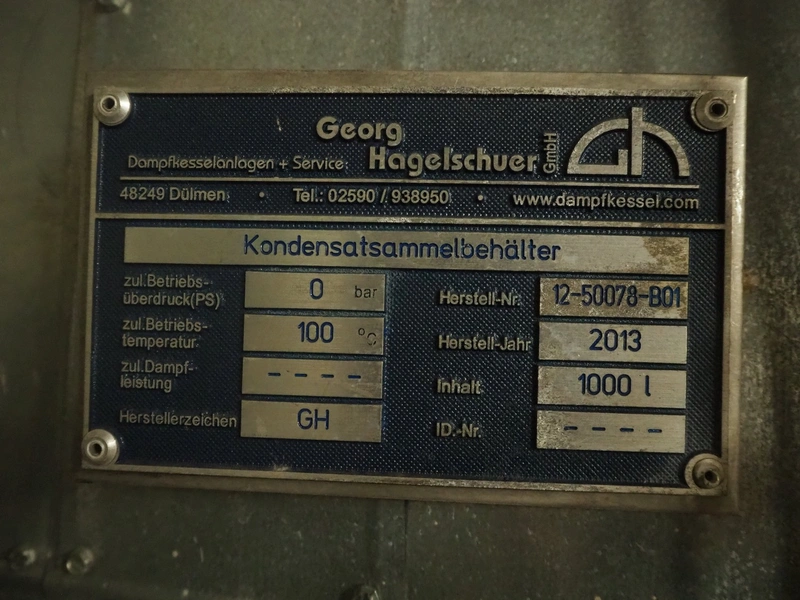 Georg
Dampfkesselanlagen + Service: Hagelschuer GmbH
Gh
48249 Dülmen • Tel.: 02590 / 938950 • www.dampfkessel.com
Kondensatsammelbehälter
zul.Betriebs-
überdruck(PS) 0 bar
Herstell-Nr. 12-50078-B01
zul.Betriebs-
temperatur. 100 °C
Herstell-Jahr 2013
zul.Dampf-
leistung - - - -
Inhalt 1000 l
Herstellerzeichen GH
ID.-Nr. - - - -